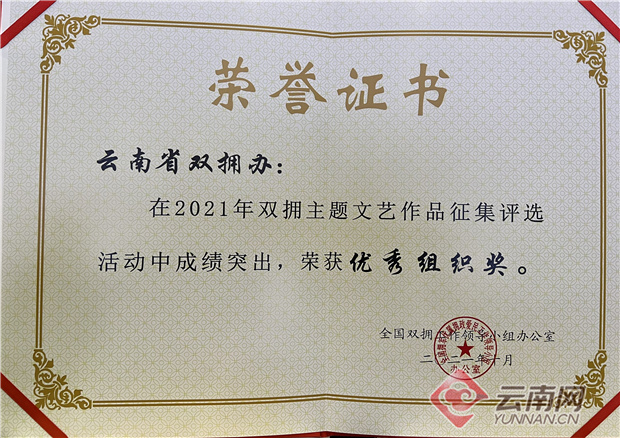 荣誉证书
云南省双拥办：
在2021年双拥主题文艺作品征集评选
活动中成绩突出，荣获优秀组织奖。
全国双拥工作领导小组办公室
二〇二一年十月
办公室
云南网
YUNNAN.CN